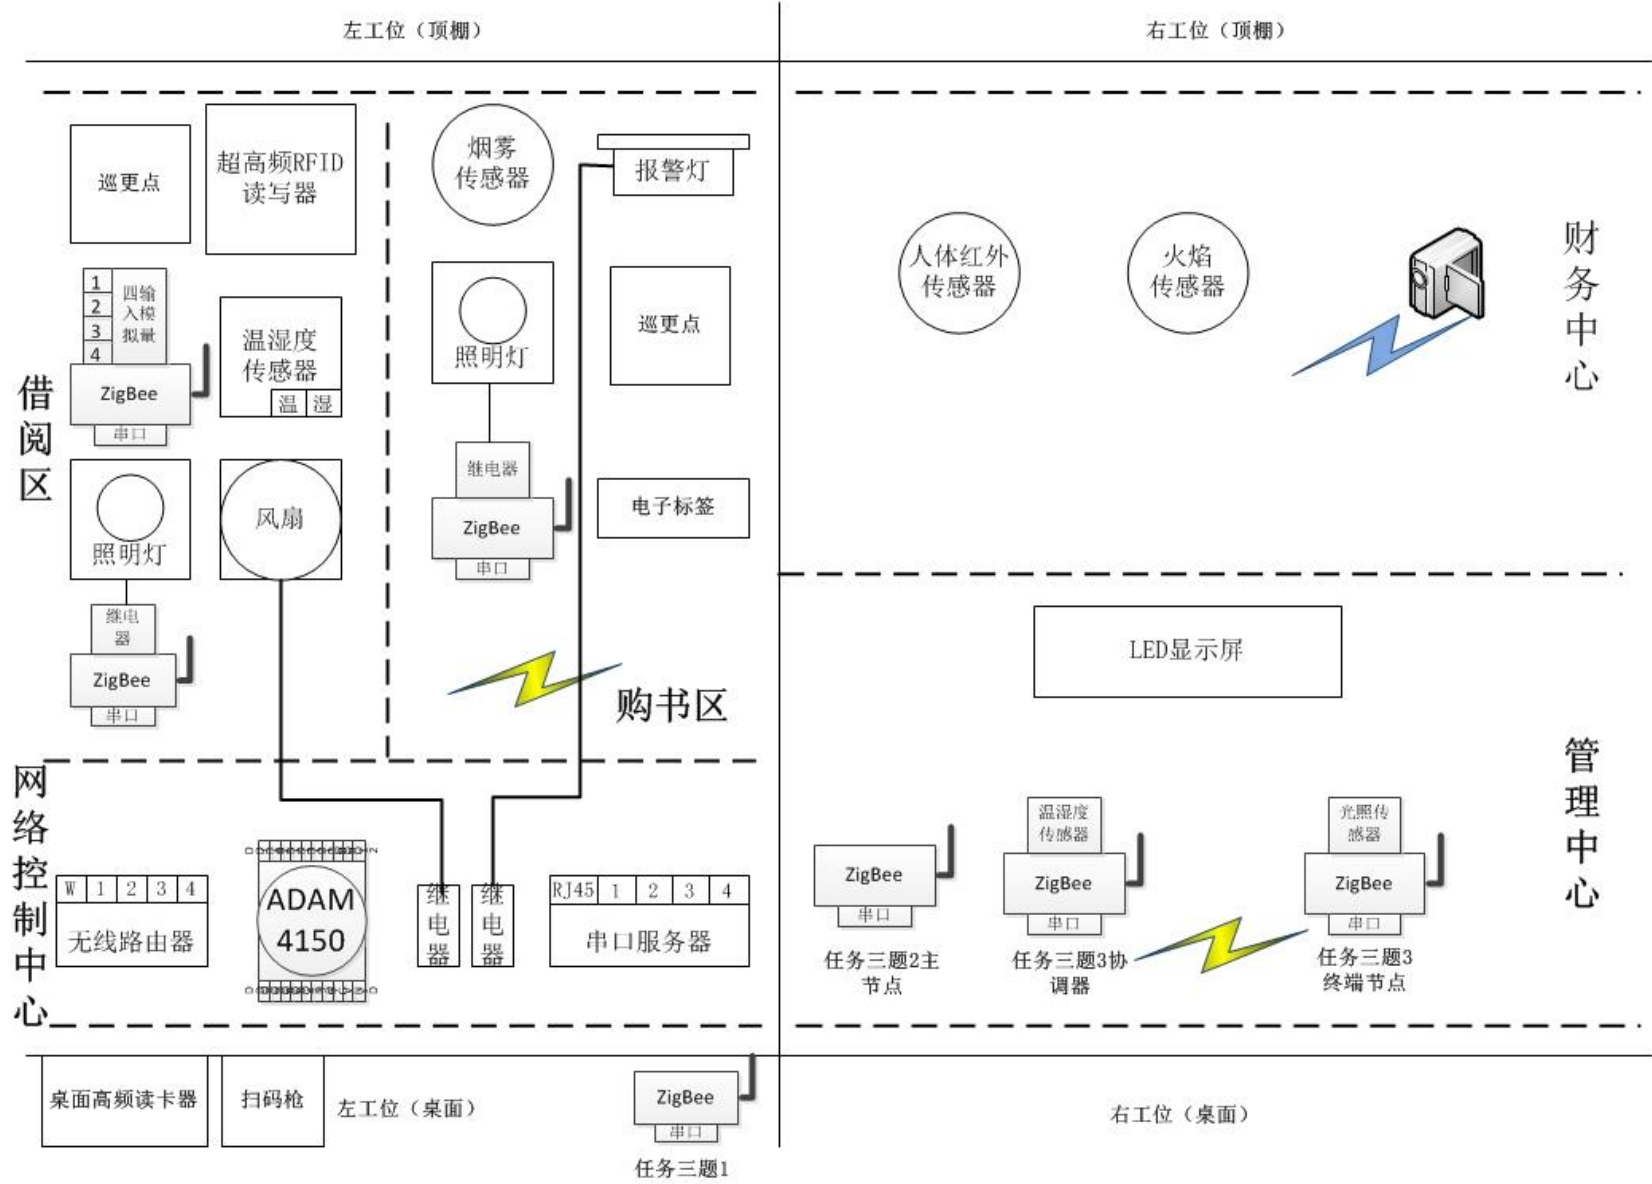 左工位（顶棚）
右工位（顶棚）
巡更点
超高频RFID
读写器
烟雾
传感器
报警灯
人体红外
传感器
火焰
传感器
财务中心
1
2
3
4
四输
入模
拟量
ZigBee
串口
温湿度
传感器
温
湿
照明灯
巡更点
借阅区
继电器
ZigBee
串口
电子标签
照明灯
风扇
继电
器
ZigBee
串口
购书区
LED显示屏
管理中心
网络控制中心
W
1
2
3
4
无线路由器
ADAM
4150
继电器
继电器
RJ45
1
2
3
4
串口服务器
ZigBee
串口
任务三题2主
节点
温湿度
传感器
ZigBee
串口
任务三题3协
调器
光照传
感器
ZigBee
串口
任务三题3
终端节点
桌面高频读卡器
扫码枪
左工位（桌面）
ZigBee
串口
任务三题1
右工位（桌面）